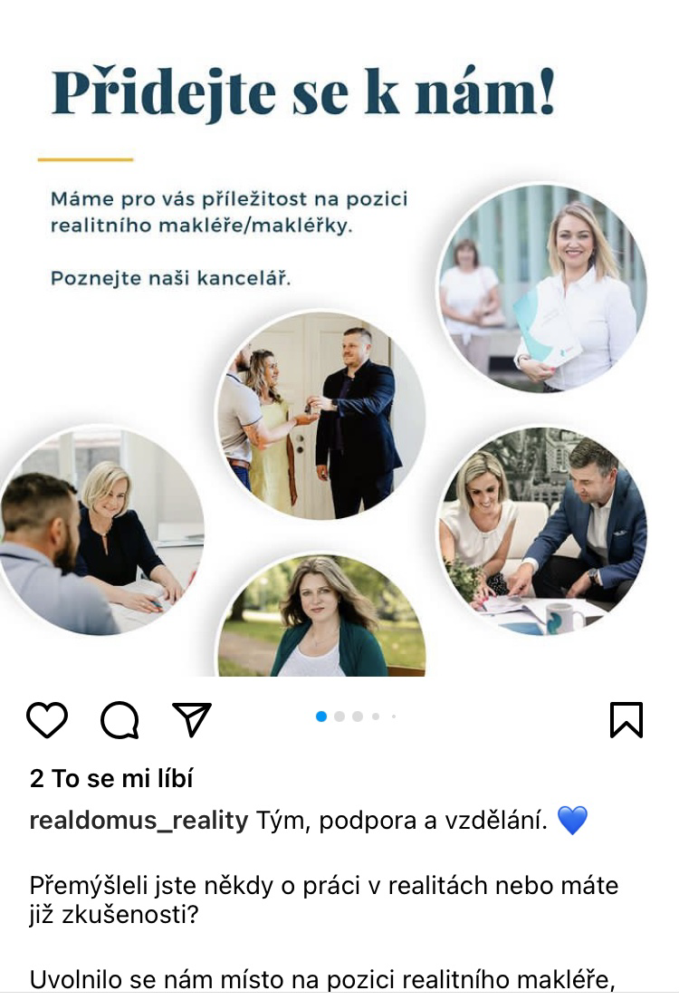 Přidejte se k nám!
Máme pro vás příležitost na pozici
realitního makléře/makléřky.
Poznejte naši kancelář.
2 To se mi líbí
realdomus_reality Tým, podpora a vzdělání. 💙
Přemýšleli jste někdy o práci v realitách nebo máte
již zkušenosti?
Uvolnilo se nám místo na pozici realitního makléře,